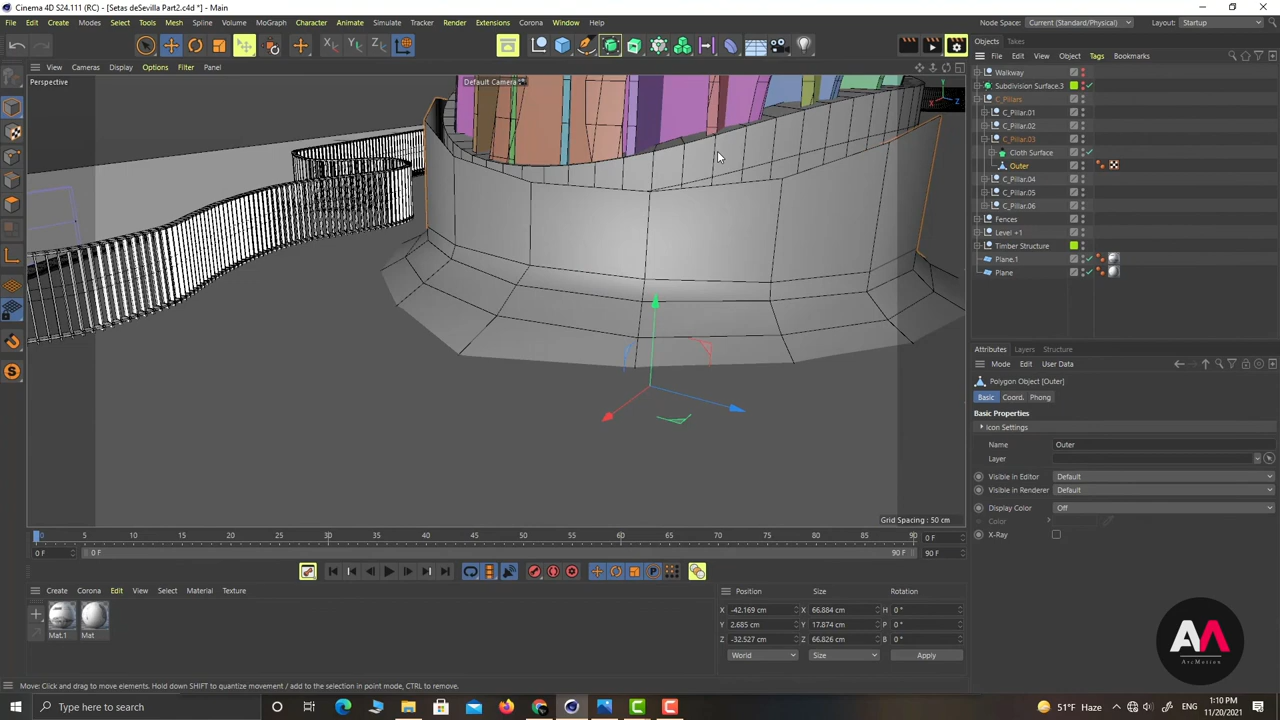 Cinema 4D S24.111 (RC) - [Setas deSevilla Part2.c4d *] - Main
File Edit Create Modes Select Tools Mesh Spline Volume MoGraph Character Animate Simulate Tracker Render Extensions Corona Window Help
Node Space: Current (Standard/Physical) Layout: Startup
X Y Z
Objects Takes
View Cameras Display Options Filter Panel
File Edit View Object Tags Bookmarks
Perspective
Default Camera
Walkway
Subdivision Surface.3
C_Pillars
C_Pillar.01
C_Pillar.02
C_Pillar.03
Cloth Surface
Outer
C_Pillar.04
C_Pillar.05
C_Pillar.06
Fences
Level +1
Timber Structure
Plane.1
Plane
Attributes Layers Structure
Mode Edit User Data
Polygon Object [Outer]
Basic Coord. Phong
Basic Properties
Icon Settings
Name Outer
Layer
Visible in Editor Default
Visible in Renderer Default
Display Color Off
Color
X-Ray
Grid Spacing : 50 cm
0 5 10 15 20 25 30 35 40 45 50 55 60 65 70 75 80 85 90 0 F
0 F 0 F 90 F 90 F
Create Corona Edit View Select Material Texture
Position Size Rotation
X -42.169 cm X 66.884 cm H 0 °
Y 2.685 cm Y 17.874 cm P 0 °
Z -32.527 cm Z 66.826 cm B 0 °
World Size Apply
Mat.1 Mat
ArcMotion
Move: Click and drag to move elements. Hold down SHIFT to quantize movement / add to the selection in point mode, CTRL to remove.
Type here to search
51°F Haze
1:10 PM
11/20/2021